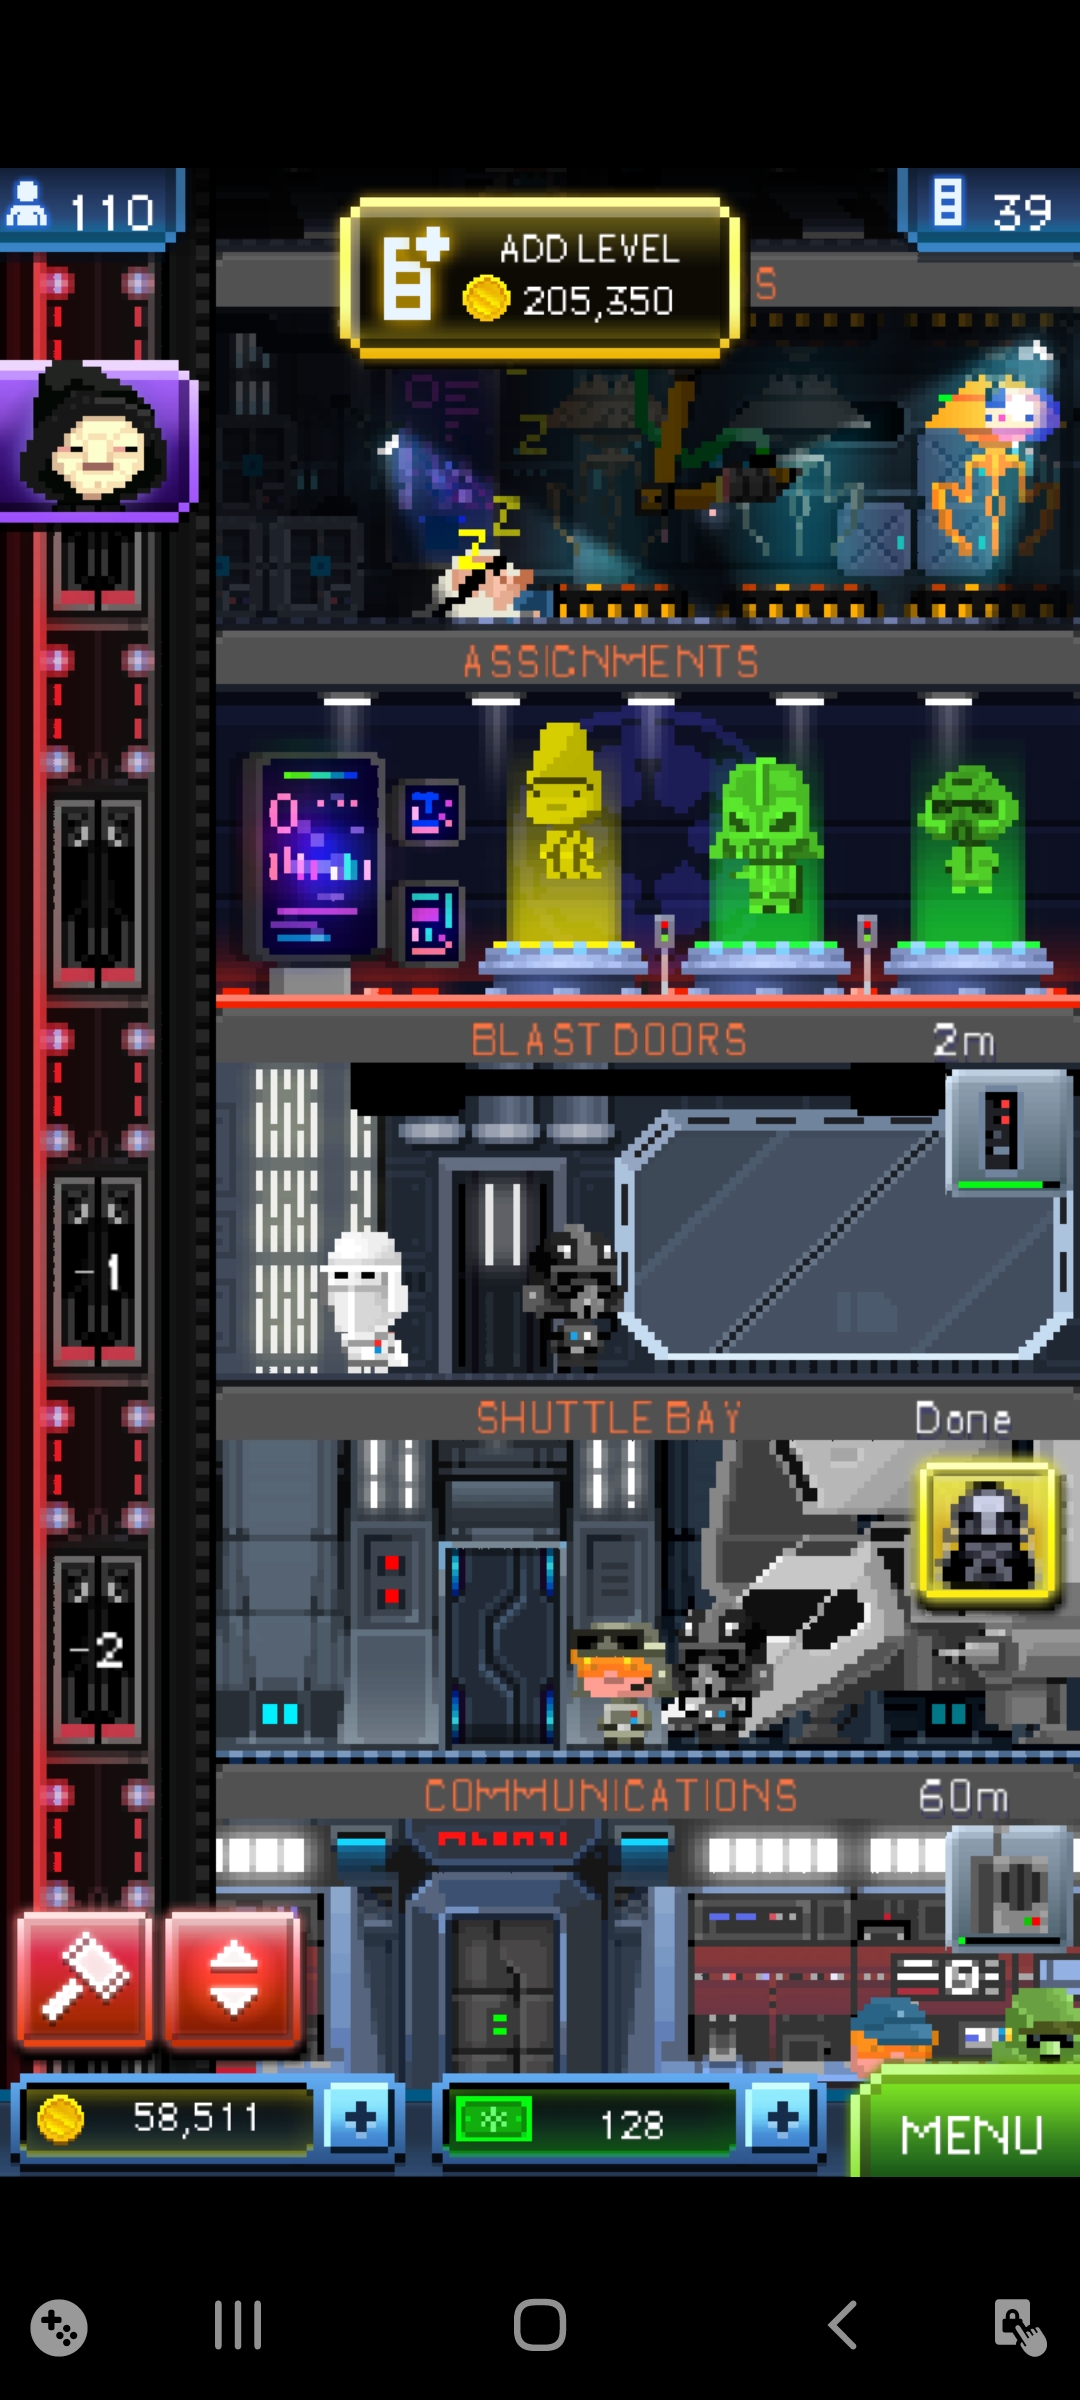 110
ADD LEVEL
205,350
39
S
Z
Z
Z
ASSIGNMENTS
BLAST DOORS 2m
-1
SHUTTLE BAY Done
-2
COMMUNICATIONS 60m
58,511
128
MENU